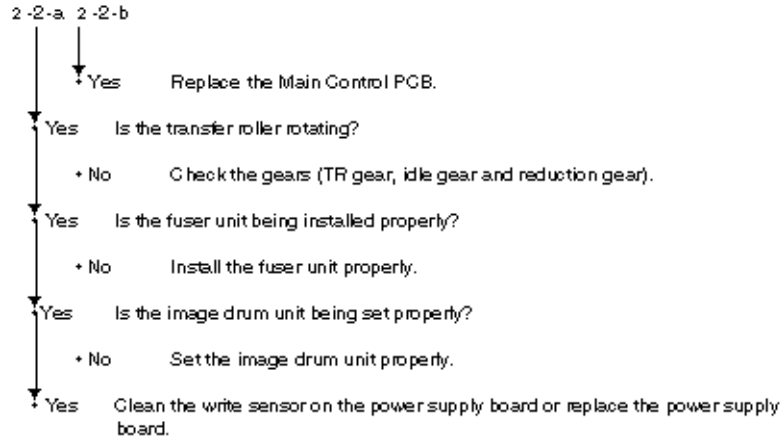 2-2-a 2-2-b
• Yes Replace the Main Control PCB.
• Yes Is the transfer roller rotating?
• No Check the gears (TR gear, idle gear and reduction gear).
• Yes Is the fuser unit being installed properly?
• No Install the fuser unit properly.
• Yes Is the image drum unit being set properly?
• No Set the image drum unit properly.
• Yes Clean the write sensor on the power supply board or replace the power supply
board.